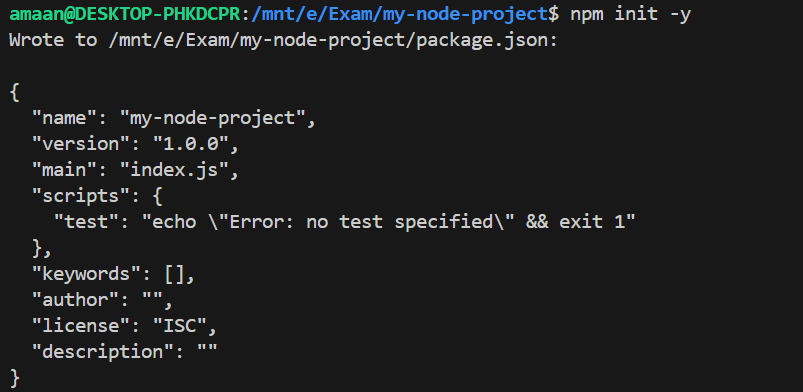 amaan@DESKTOP-PHKDCPR:/mnt/e/Exam/my-node-project$ npm init -y
Wrote to /mnt/e/Exam/my-node-project/package.json:

{
  "name": "my-node-project",
  "version": "1.0.0",
  "main": "index.js",
  "scripts": {
    "test": "echo \"Error: no test specified\" && exit 1"
  },
  "keywords": [],
  "author": "",
  "license": "ISC",
  "description": ""
}